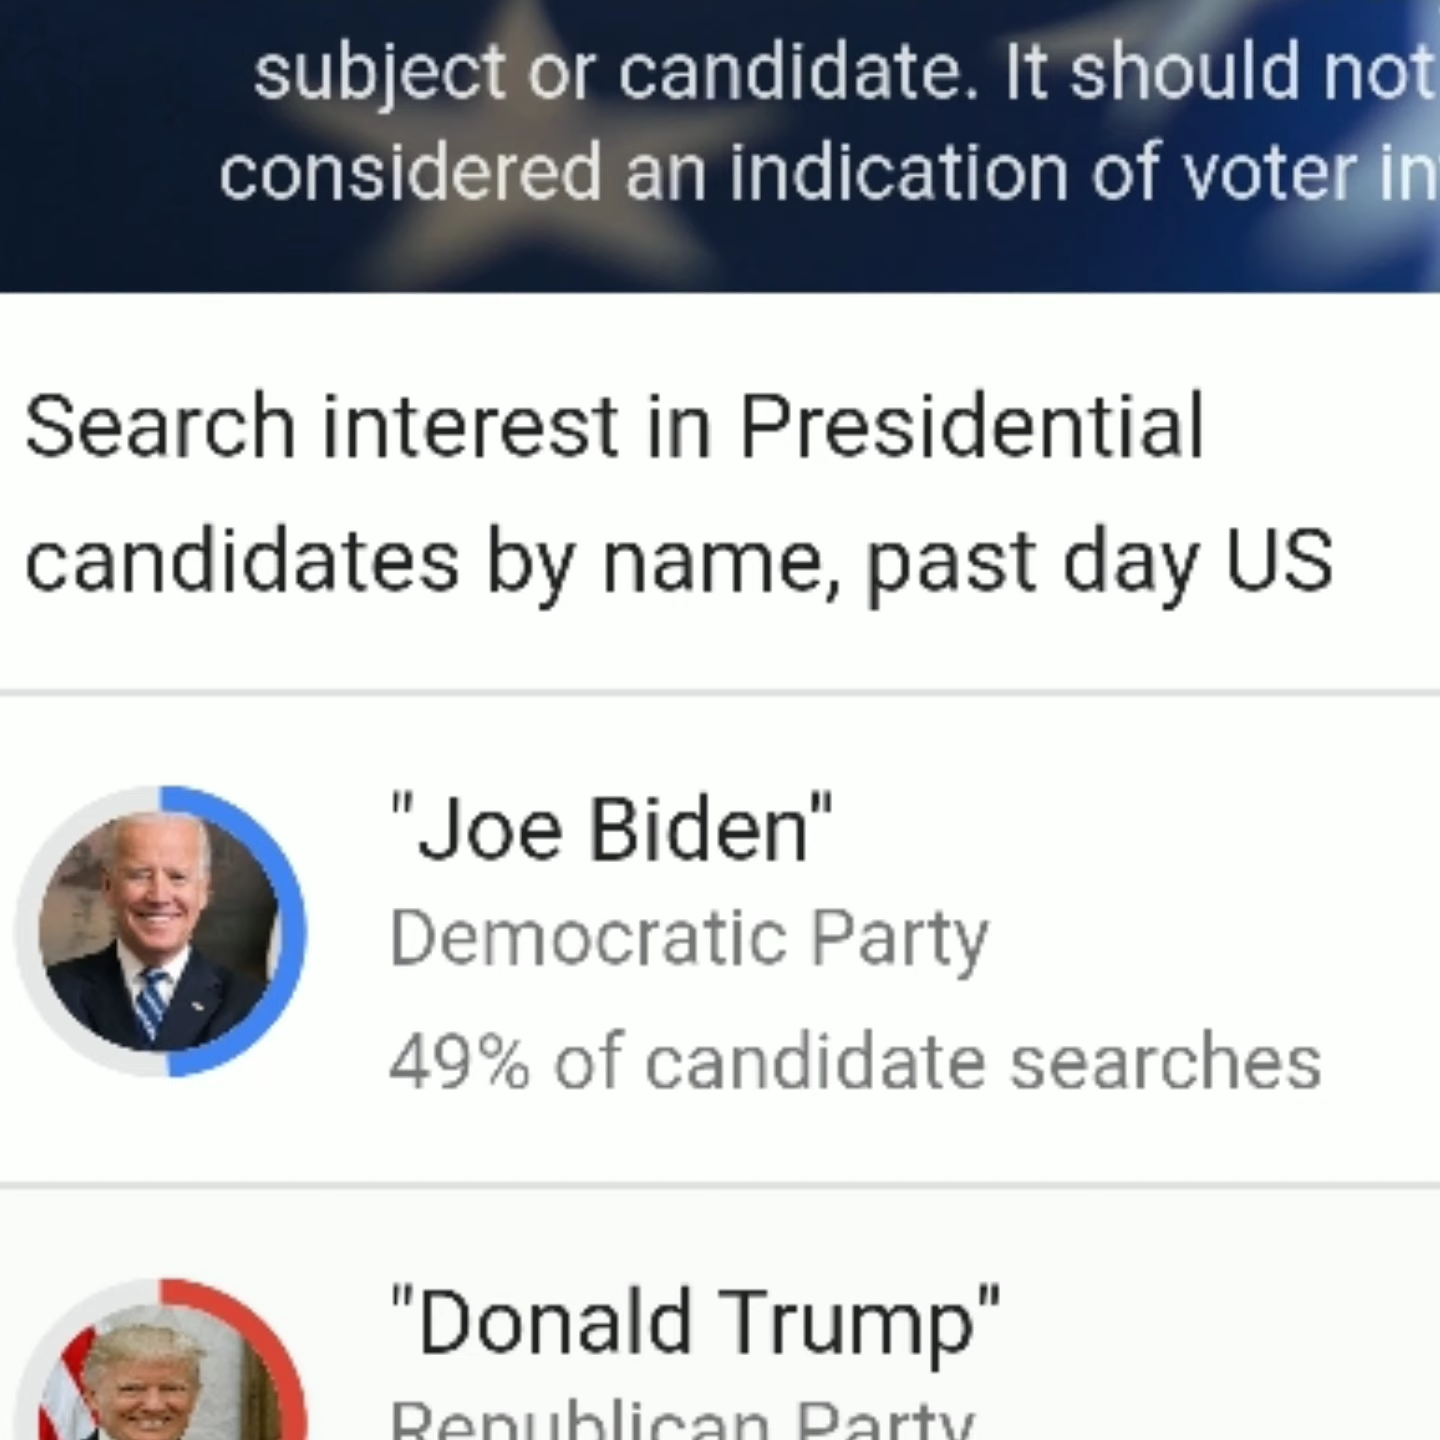 subject or candidate. It should not
considered an indication of voter in
Search interest in Presidential
candidates by name, past day US
"Joe Biden"
Democratic Party
49% of candidate searches
"Donald Trump"
Republican Party